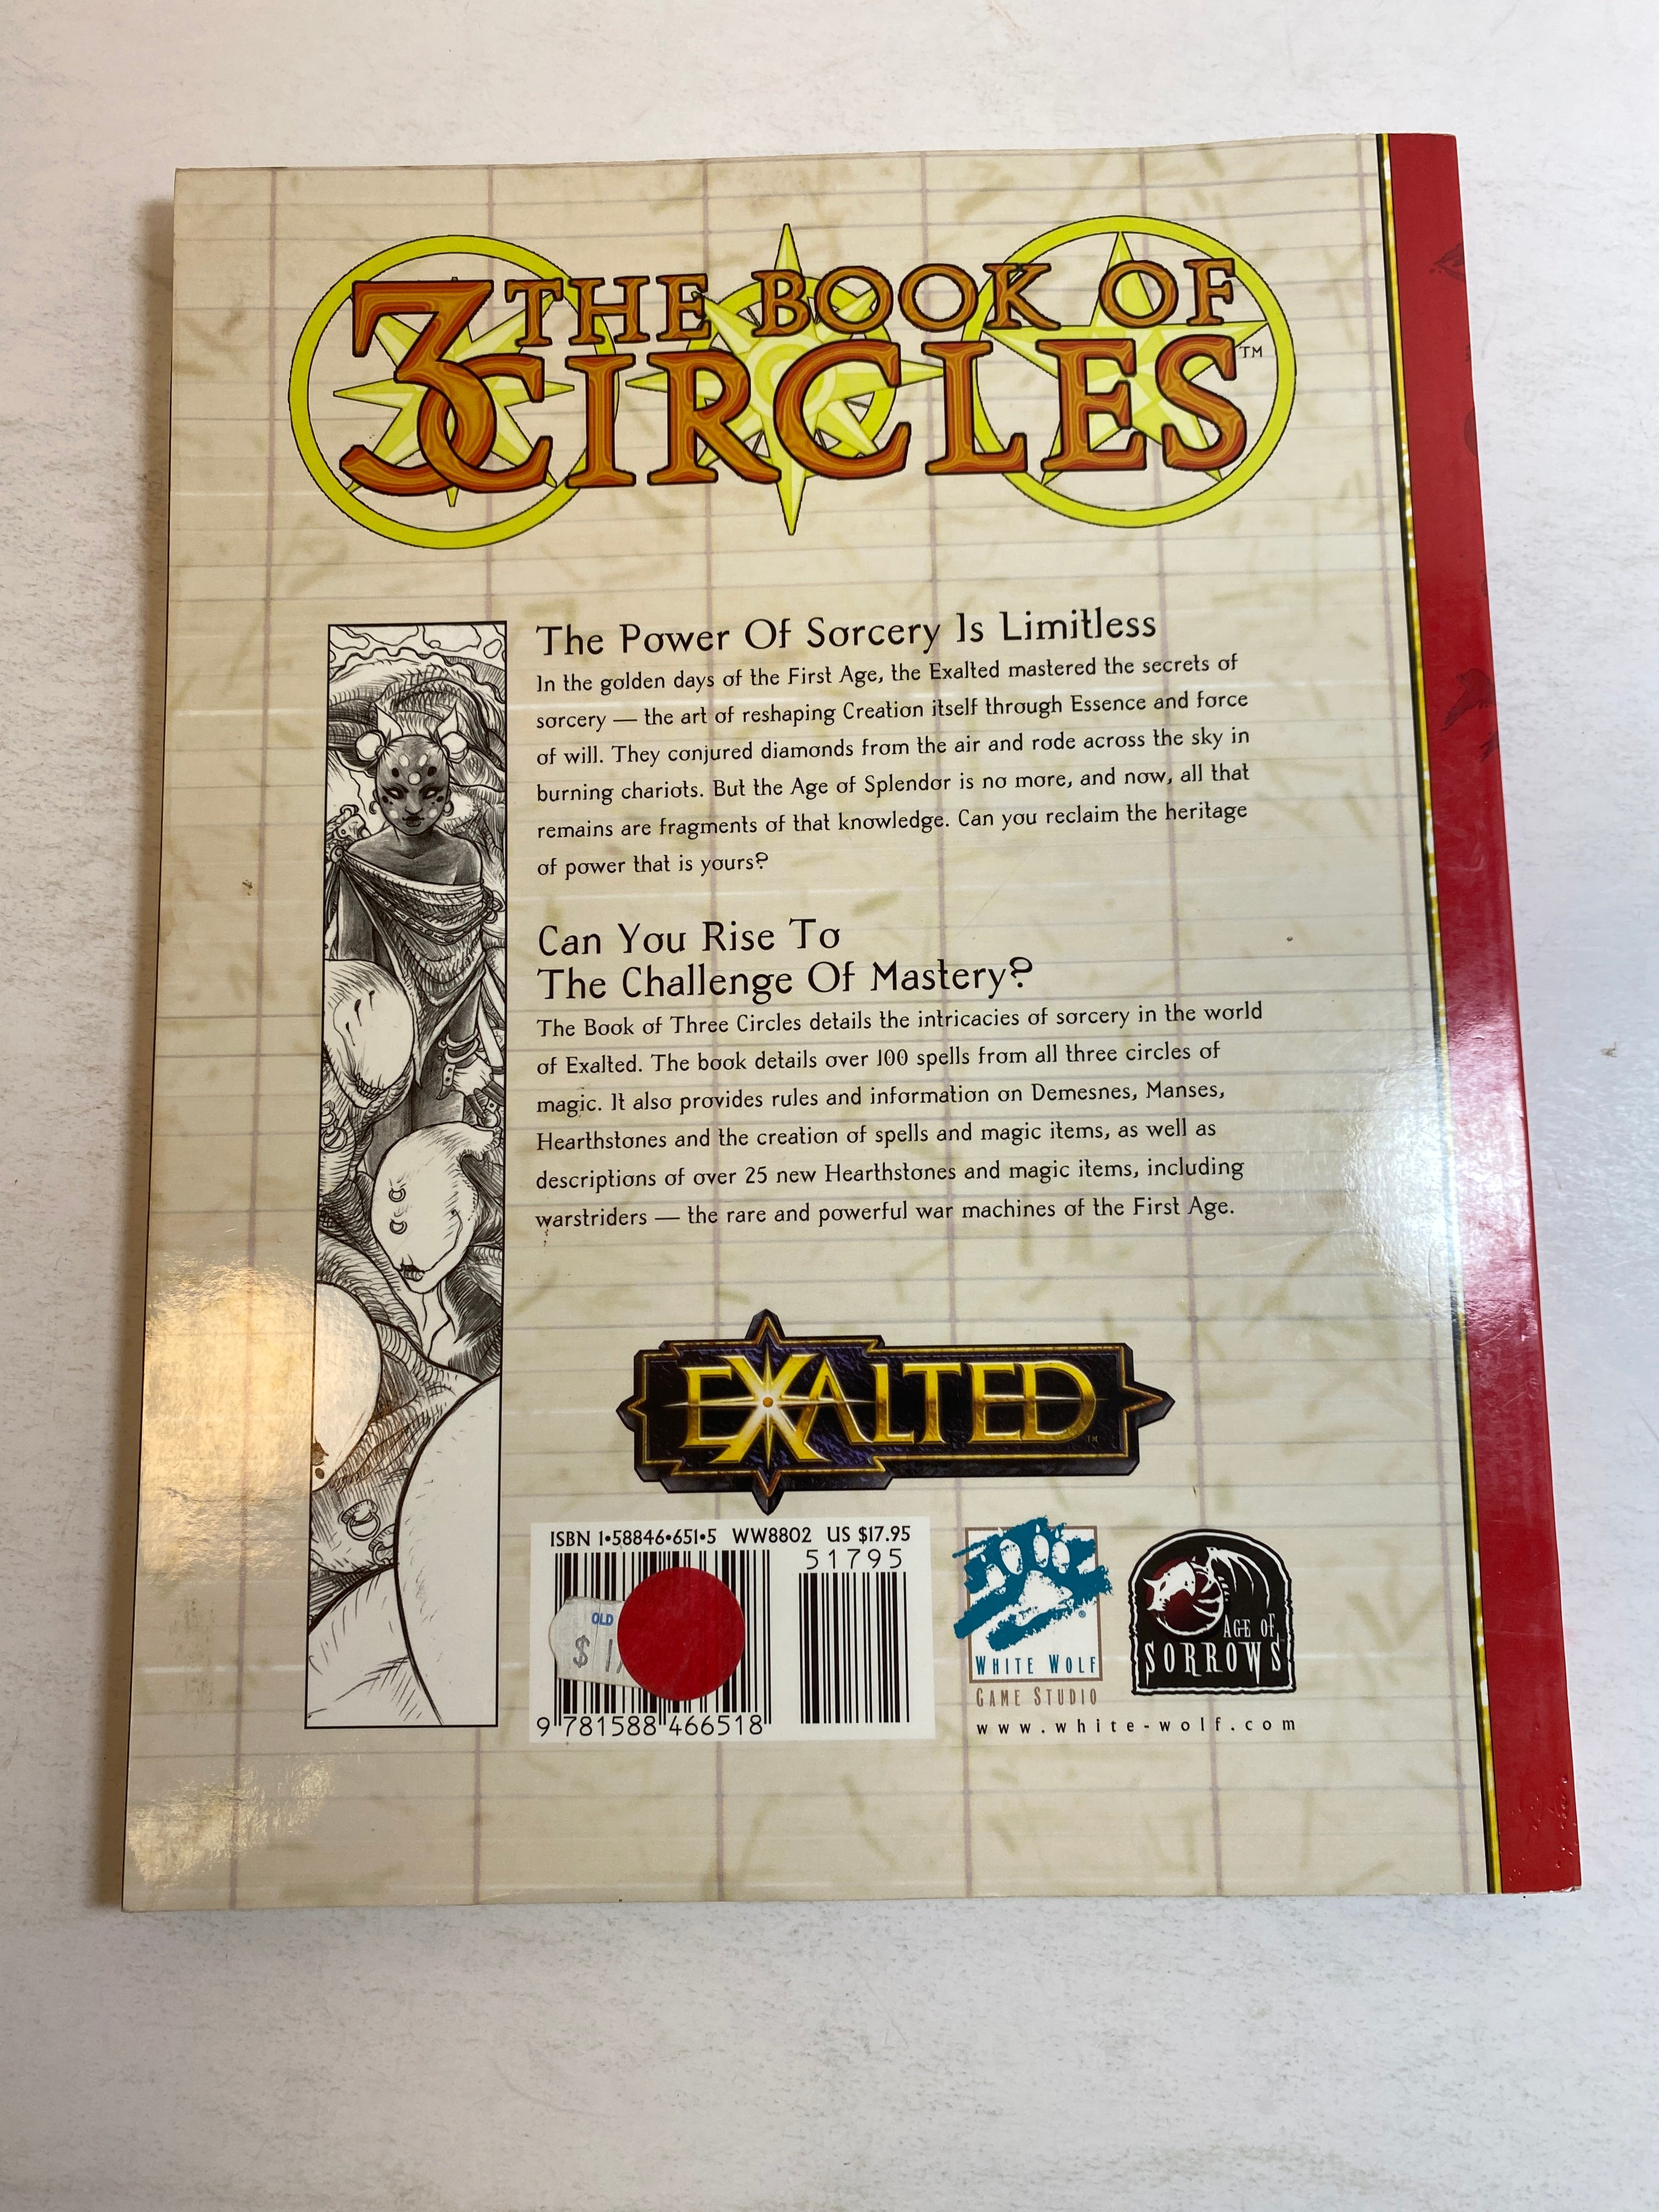 THE BOOK OF
3 CIRCLES™
The Power Of Sorcery Is Limitless
In the golden days of the First Age, the Exalted mastered the secrets of
sorcery — the art of reshaping Creation itself through Essence and force
of will. They conjured diamonds from the air and rode across the sky in
burning chariots. But the Age of Splendor is no more, and now, all that
remains are fragments of that knowledge. Can you reclaim the heritage
of power that is yours?
Can You Rise To
The Challenge Of Mastery?
The Book of Three Circles details the intricacies of sorcery in the world
of Exalted. The book details over 100 spells from all three circles of
magic. It also provides rules and information on Demesnes, Manses,
Hearthstones and the creation of spells and magic items, as well as
descriptions of over 25 new Hearthstones and magic items, including
warstriders — the rare and powerful war machines of the First Age.
EXALTED™
ISBN 1•58846•651•5 WW8802 US $17.95
51795
OLD
$ 1
9 781588 466518
®
WHITE WOLF
GAME STUDIO
AGE OF
SORROWS
www.white-wolf.com